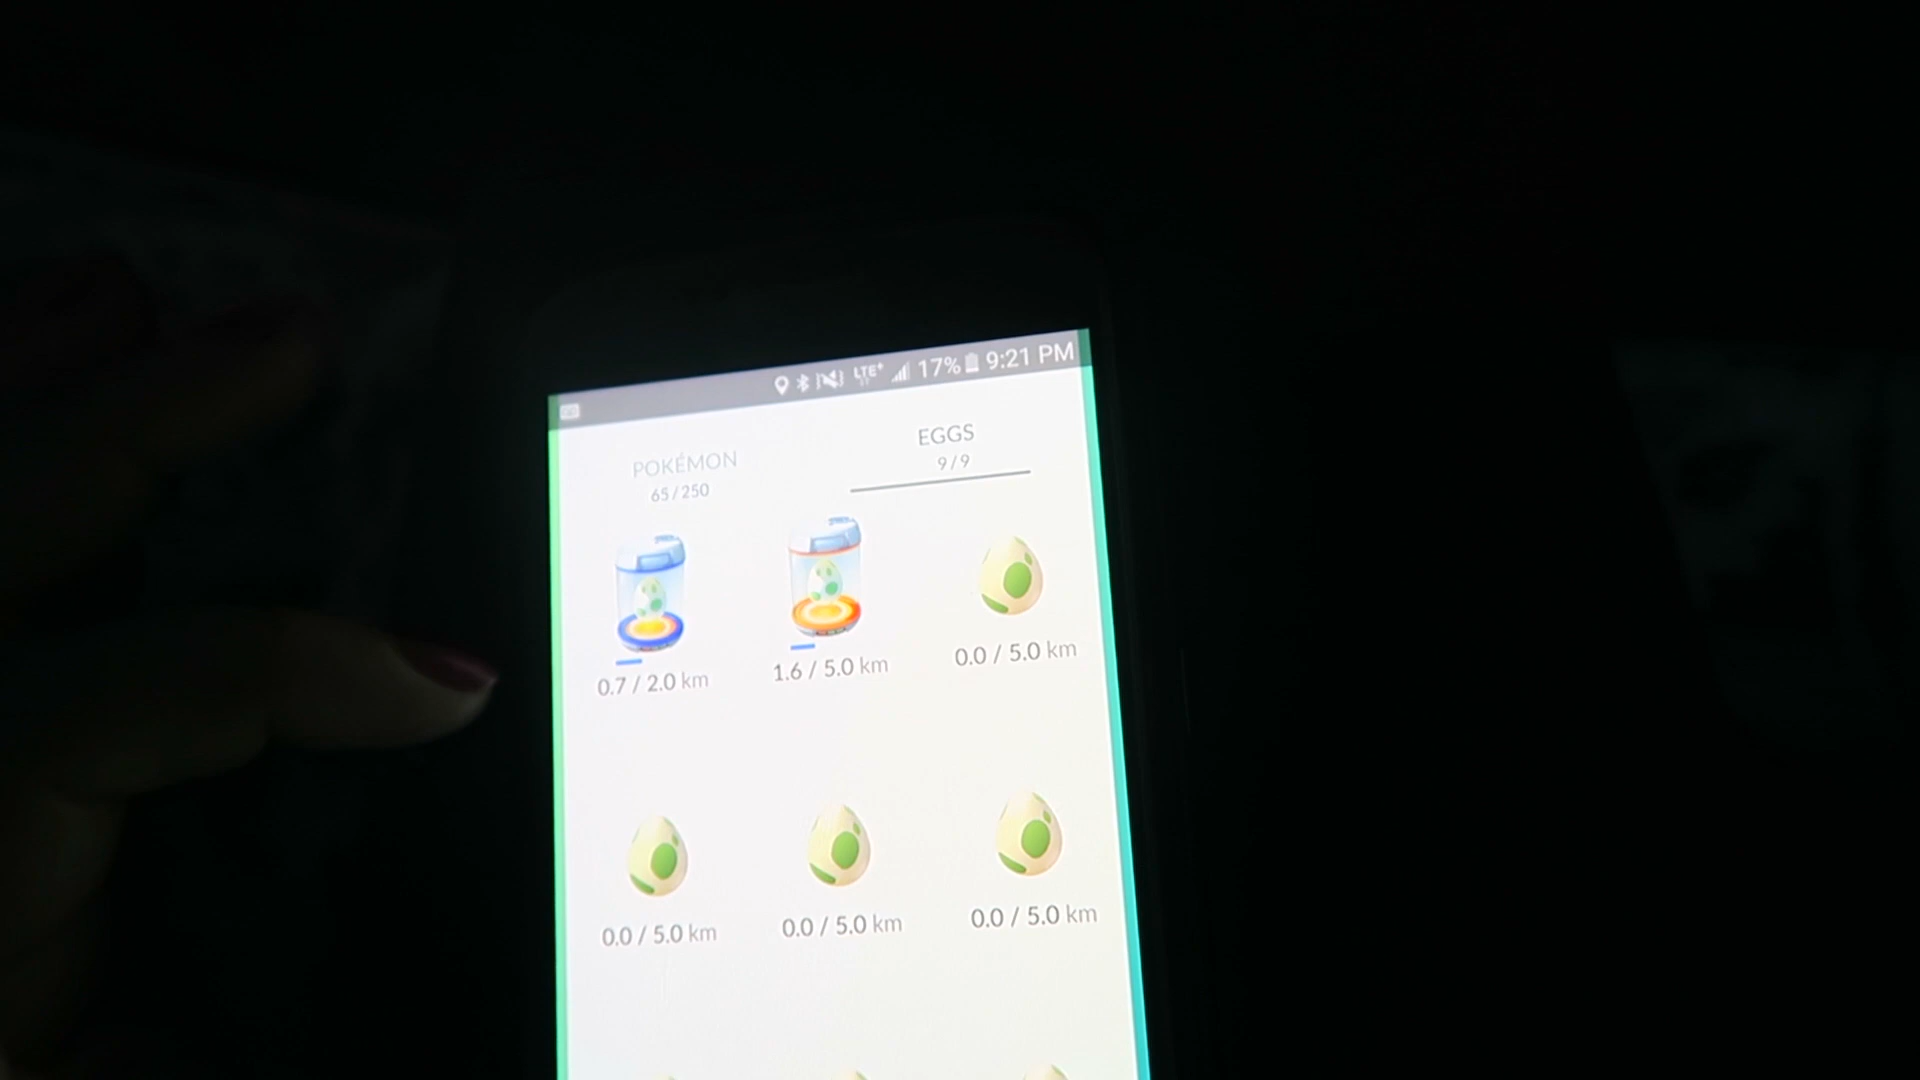 LTE+ 17% 9:21 PM
POKÉMON
65/250
EGGS
9/9
0.7 / 2.0 km
1.6 / 5.0 km
0.0 / 5.0 km
0.0 / 5.0 km
0.0 / 5.0 km
0.0 / 5.0 km